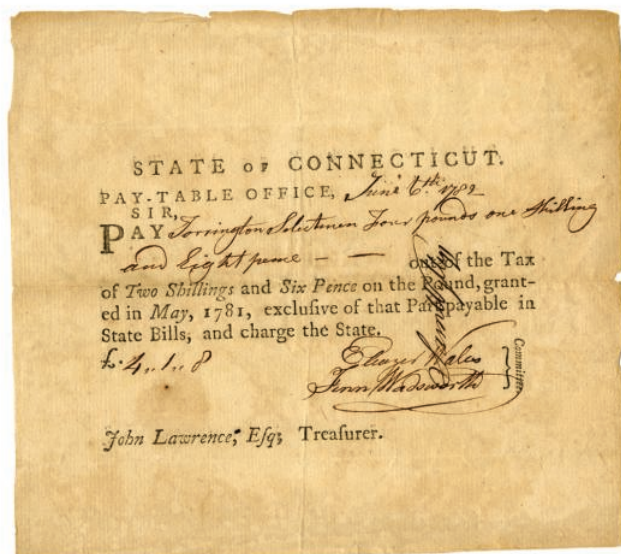 STATE OF CONNECTICUT.
PAY-TABLE OFFICE, June 6th. 1782
SIR,
PAY Torrington Selectmen Four pounds one Shilling
and Eight pence — — out of the Tax
of Two Shillings and Six Pence on the Pound, grant-
ed in May, 1781, exclusive of that Part payable in
State Bills, and charge the State.
£. 4,,1,,8
Eleazer Wales
Fenn Wadsworth
} Committee
John Lawrence, Esq; Treasurer.